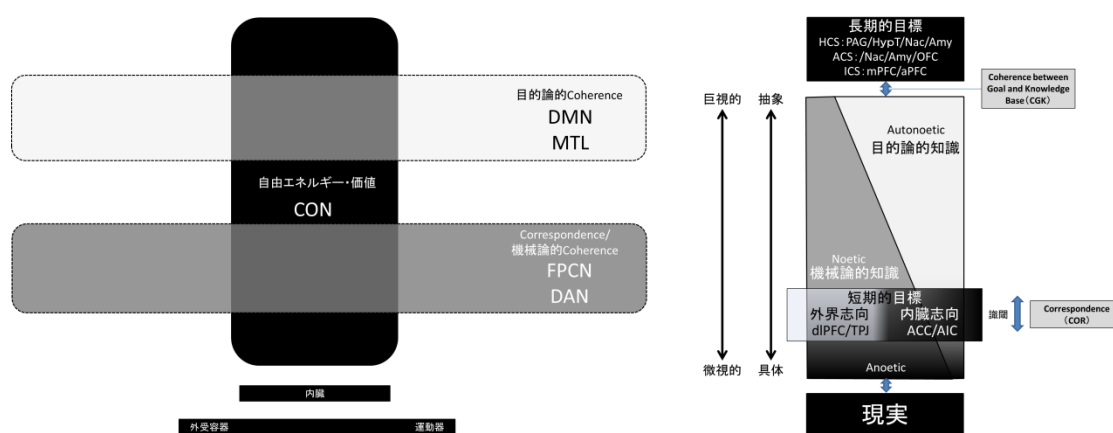 目的論的Coherence
DMN
MTL
自由エネルギー・価値
CON
Correspondence/
機械論的Coherence
FPCN
DAN
内臓
外受容器
運動器
長期的目標
HCS：PAG/HypT/Nac/Amy
ACS：/Nac/Amy/OFC
ICS：mPFC/aPFC
Coherence between
Goal and Knowledge
Base（CGK）
巨視的
抽象
Autonoetic
目的論的知識
Noetic
機械論的知識
短期的目標
外界志向
内臓志向
dlPFC/TPJ
ACC/AIC
識閾
Correspondence
（COR）
微視的
具体
Anoetic
現実